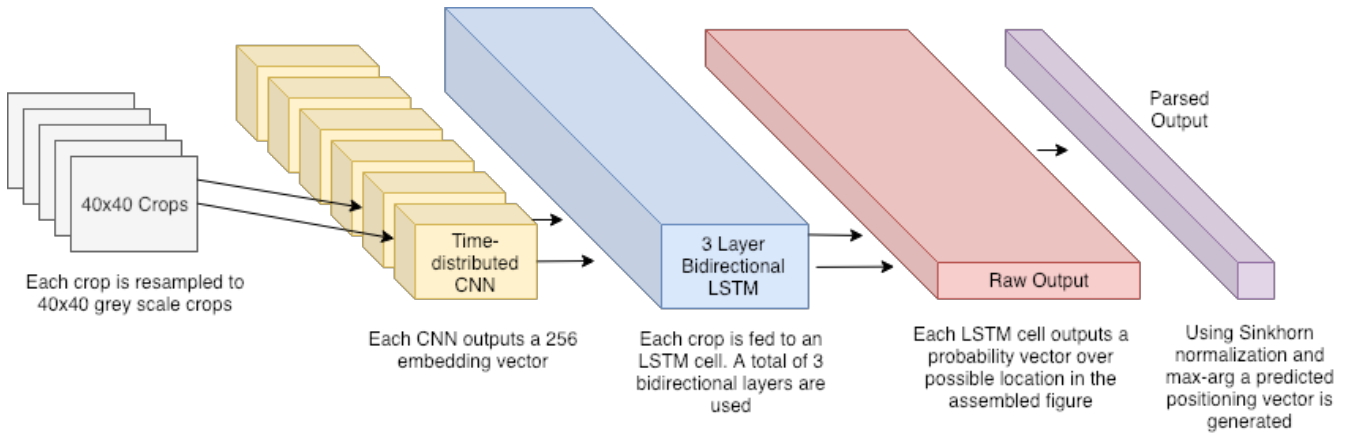 40x40 Crops
Each crop is resampled to
40x40 grey scale crops
Time-
distributed
CNN
Each CNN outputs a 256
embedding vector
3 Layer
Bidirectional
LSTM
Each crop is fed to an
LSTM cell. A total of 3
bidirectional layers are
used
Raw Output
Each LSTM cell outputs a
probability vector over
possible location in the
assembled figure
Parsed
Output
Using Sinkhorn
normalization and
max-arg a predicted
positioning vector is
generated